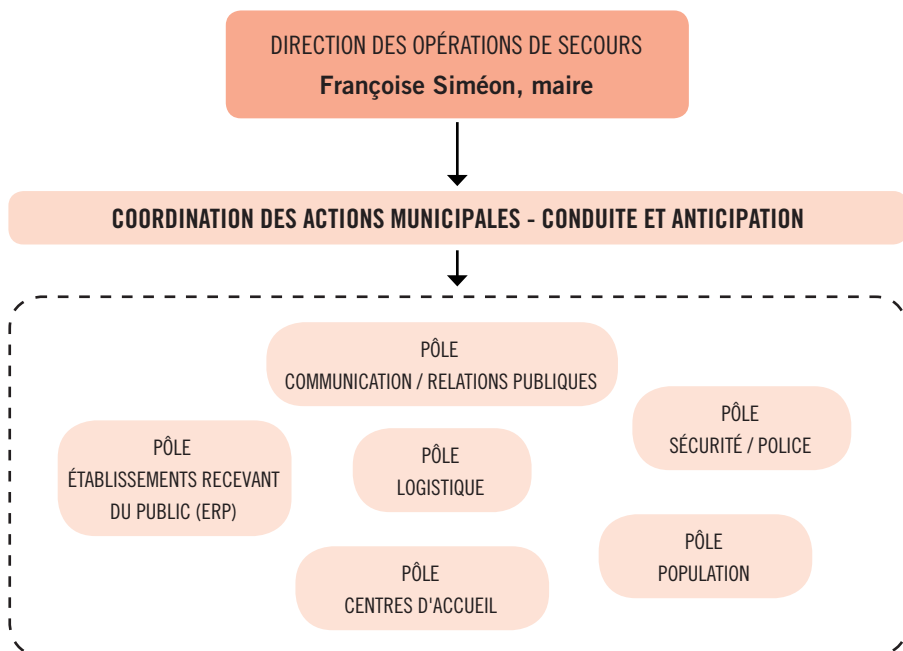 DIRECTION DES OPÉRATIONS DE SECOURS
Françoise Siméon, maire
COORDINATION DES ACTIONS MUNICIPALES - CONDUITE ET ANTICIPATION
PÔLE
COMMUNICATION / RELATIONS PUBLIQUES
PÔLE
SÉCURITÉ / POLICE
PÔLE
ÉTABLISSEMENTS RECEVANT
DU PUBLIC (ERP)
PÔLE
LOGISTIQUE
PÔLE
POPULATION
PÔLE
CENTRES D'ACCUEIL